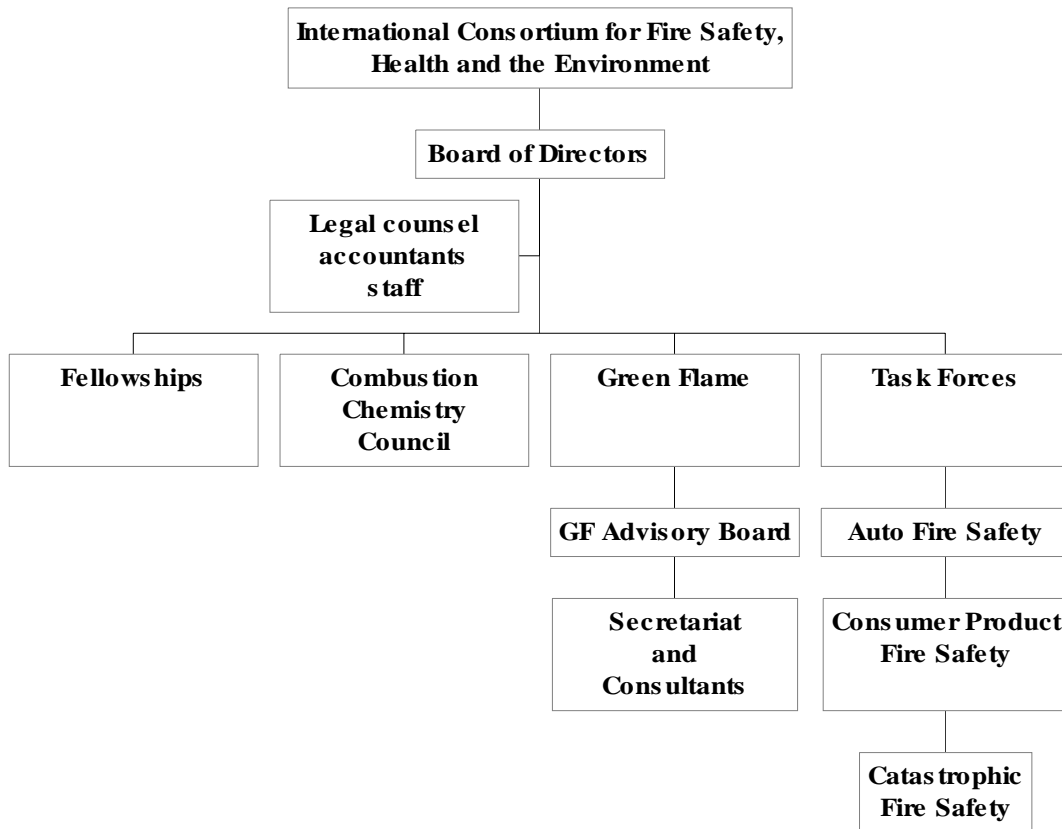 International Consortium for Fire Safety,
Health and the Environment
Board of Directors
Legal counsel
accountants
staff
Fellowships
Combustion
Chemistry
Council
Green Flame
Task Forces
GF Advisory Board
Auto Fire Safety
Secretariat
and
Consultants
Consumer Product
Fire Safety
Catastrophic
Fire Safety